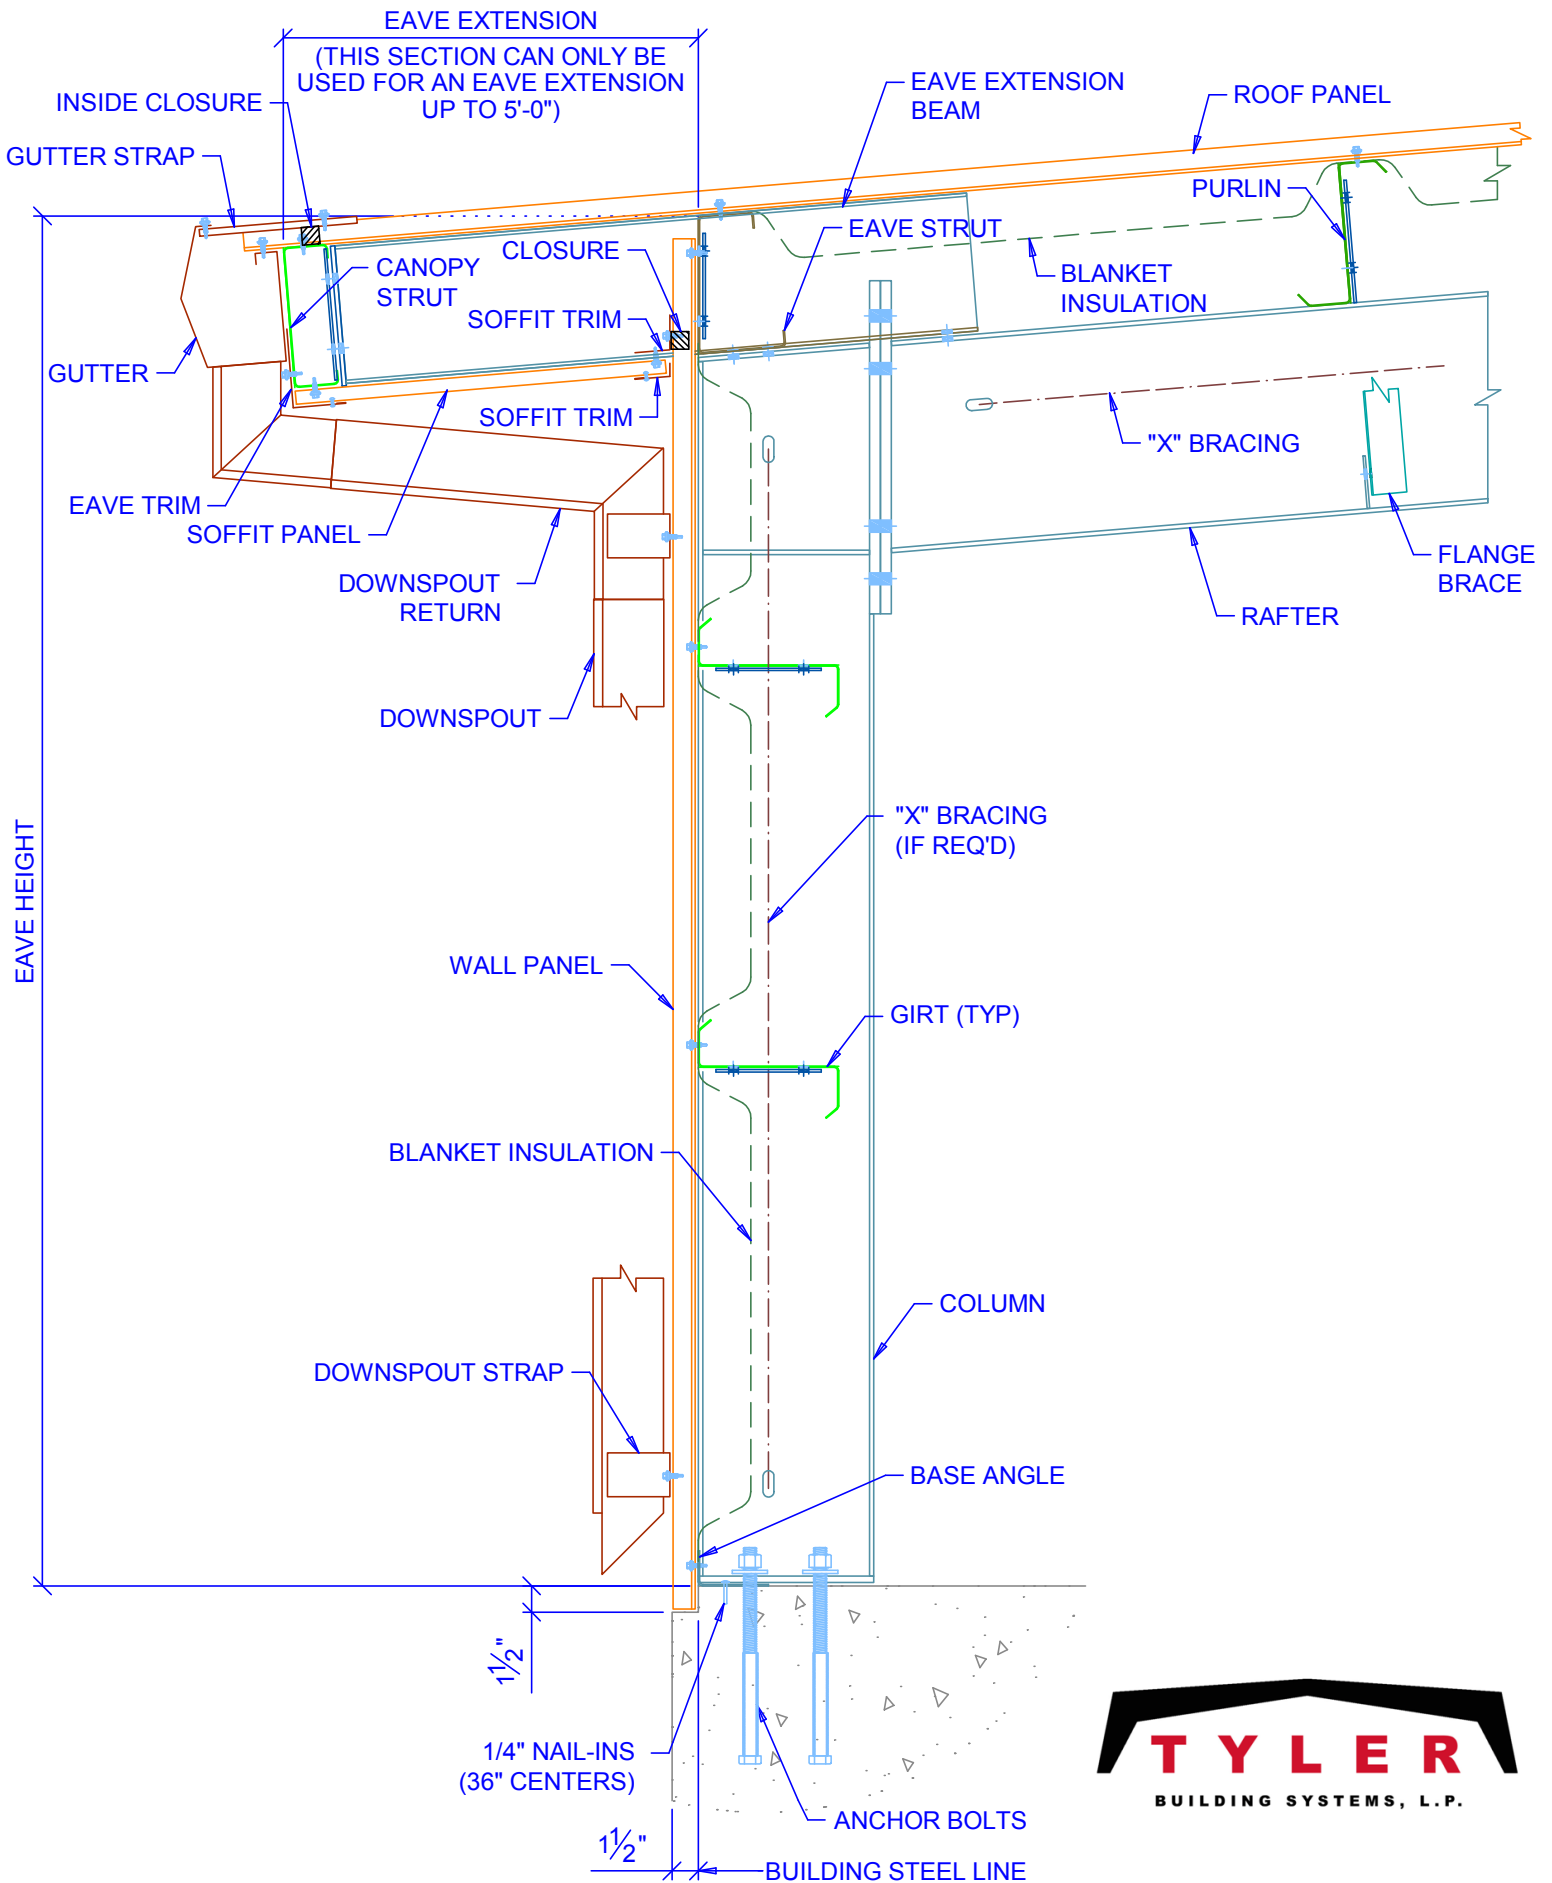 EAVE EXTENSION
(THIS SECTION CAN ONLY BE
USED FOR AN EAVE EXTENSION
UP TO 5'-0")
INSIDE CLOSURE
GUTTER STRAP
EAVE EXTENSION
BEAM
ROOF PANEL
PURLIN
EAVE STRUT
CLOSURE
CANOPY
STRUT
BLANKET
INSULATION
SOFFIT TRIM
GUTTER
SOFFIT TRIM
"X" BRACING
EAVE TRIM
SOFFIT PANEL
DOWNSPOUT
RETURN
FLANGE
BRACE
RAFTER
DOWNSPOUT
"X" BRACING
(IF REQ'D)
EAVE HEIGHT
WALL PANEL
GIRT (TYP)
BLANKET INSULATION
COLUMN
DOWNSPOUT STRAP
BASE ANGLE
1 1/2"
1/4" NAIL-INS
(36" CENTERS)
ANCHOR BOLTS
1 1/2"
BUILDING STEEL LINE
TYLER
BUILDING SYSTEMS, L.P.